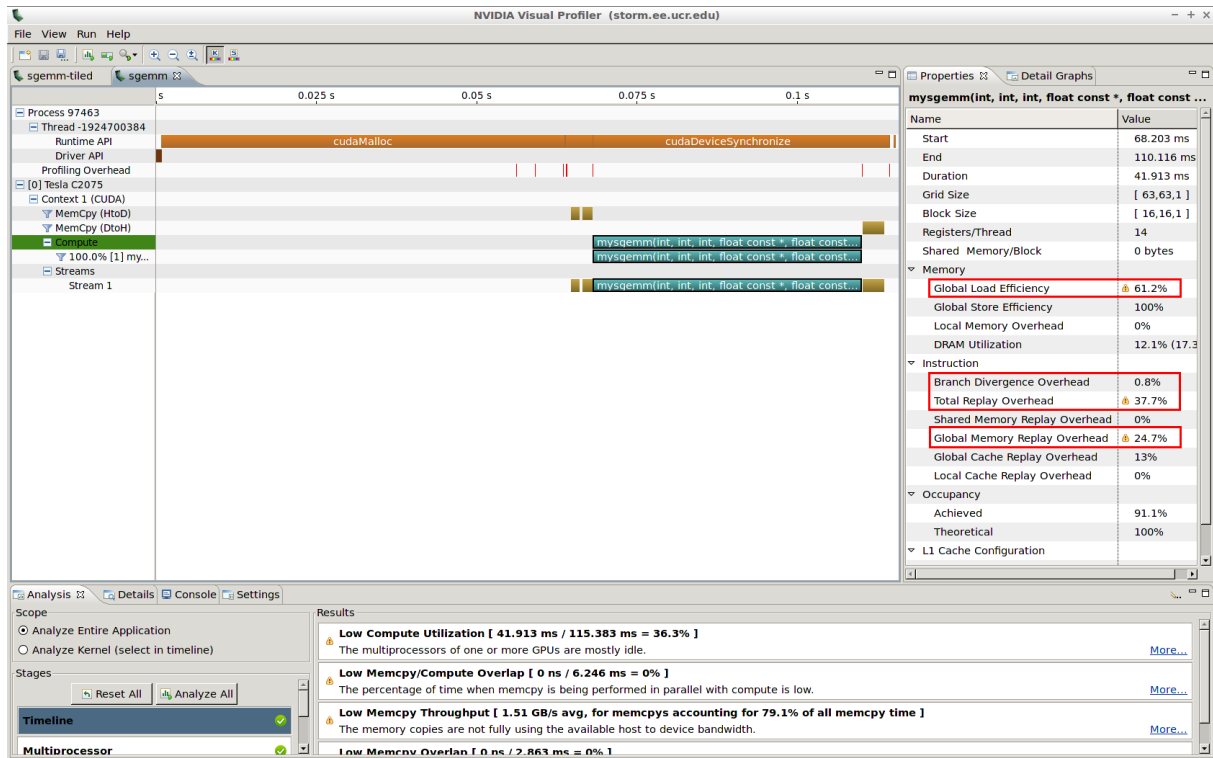 NVIDIA Visual Profiler (storm.ee.ucr.edu)
File View Run Help
sgemm-tiled sgemm
s 0.025 s 0.05 s 0.075 s 0.1 s
Process 97463
Thread -1924700384
Runtime API cudaMalloc cudaDeviceSynchronize
Driver API
Profiling Overhead
[0] Tesla C2075
Context 1 (CUDA)
MemCpy (HtoD)
MemCpy (DtoH)
Compute mysgemm(int, int, int, float const *, float const...
100.0% [1] my... mysgemm(int, int, int, float const *, float const...
Streams
Stream 1 mysgemm(int, int, int, float const *, float const...
Properties Detail Graphs
mysgemm(int, int, int, float const *, float const ...
Name Value
Start 68.203 ms
End 110.116 ms
Duration 41.913 ms
Grid Size [ 63,63,1 ]
Block Size [ 16,16,1 ]
Registers/Thread 14
Shared Memory/Block 0 bytes
Memory
Global Load Efficiency 61.2%
Global Store Efficiency 100%
Local Memory Overhead 0%
DRAM Utilization 12.1% (17.3
Instruction
Branch Divergence Overhead 0.8%
Total Replay Overhead 37.7%
Shared Memory Replay Overhead 0%
Global Memory Replay Overhead 24.7%
Global Cache Replay Overhead 13%
Local Cache Replay Overhead 0%
Occupancy
Achieved 91.1%
Theoretical 100%
L1 Cache Configuration
Analysis Details Console Settings
Scope
Analyze Entire Application
Analyze Kernel (select in timeline)
Stages
Reset All Analyze All
Timeline
Multiprocessor
Results
Low Compute Utilization [ 41.913 ms / 115.383 ms = 36.3% ]
The multiprocessors of one or more GPUs are mostly idle. More...
Low Memcpy/Compute Overlap [ 0 ns / 6.246 ms = 0% ]
The percentage of time when memcpy is being performed in parallel with compute is low. More...
Low Memcpy Throughput [ 1.51 GB/s avg, for memcpys accounting for 79.1% of all memcpy time ]
The memory copies are not fully using the available host to device bandwidth. More...
Low Memcpy Overlap [ 0 ns / 2.863 ms = 0% ]